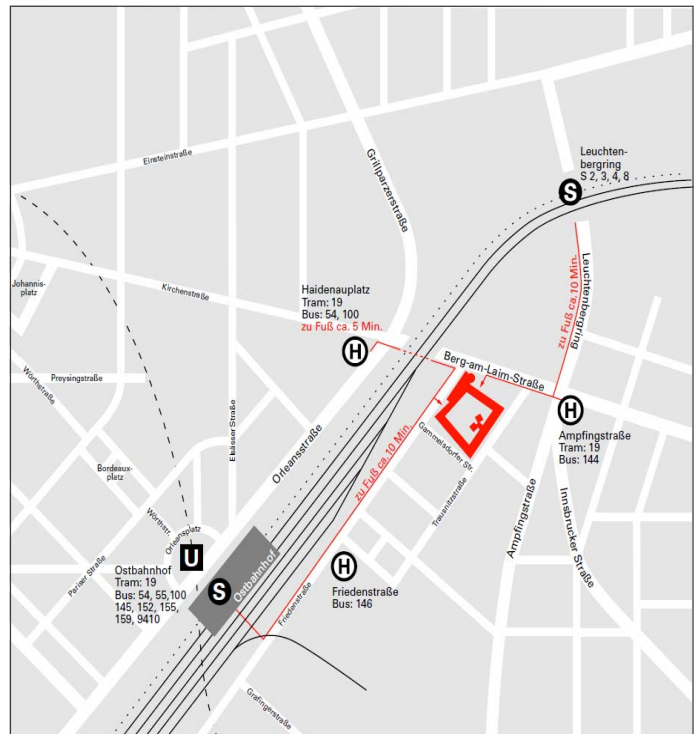 Leuchten-
bergring
S 2, 3, 4, 8
S
Einsteinstraße
Grillparzerstraße
Leuchtenbergring
zu Fuß ca. 10 Min.
Johannis-
platz
Kirchenstraße
Haidenauplatz
Tram: 19
Bus: 54, 100
zu Fuß ca. 5 Min.
H
Berg-am-Laim-Straße
Preysingstraße
Wörthstraße
Elsässer Straße
Orleansstraße
zu Fuß ca. 10 Min.
Gammelsdorfer Str.
H
Ampfingstraße
Tram: 19
Bus: 144
Trausnitzstraße
Ampfingstraße
Innsbrucker Straße
Bordeaux-
platz
Wörthstr.
Orleansplatz
U
Pariser Straße
Ostbahnhof
Tram: 19
Bus: 54, 55,100
145, 152, 155,
159, 9410
S
Ostbahnhof
H
Friedenstraße
Bus: 146
Friedenstraße
Grafingerstraße